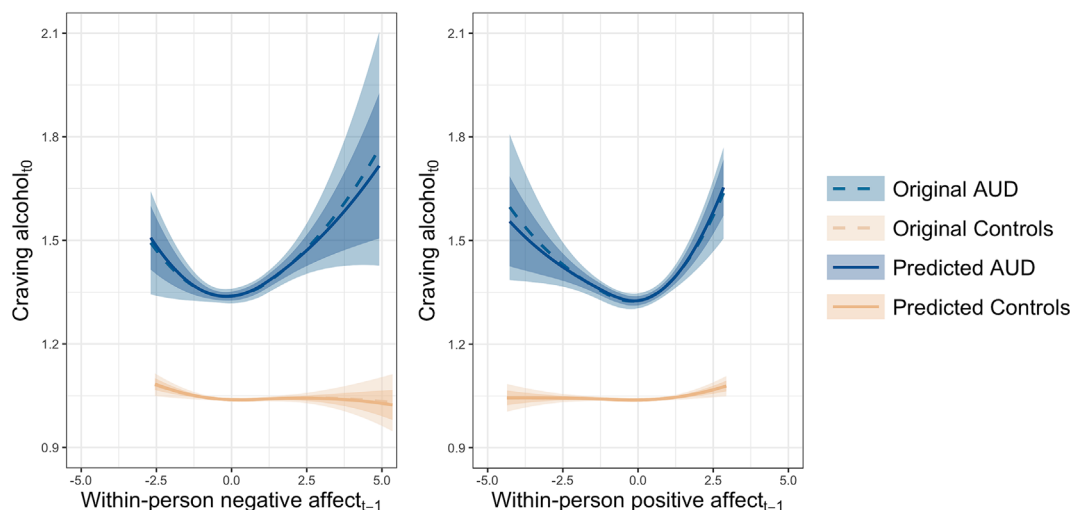 2.1
1.8
1.5
1.2
0.9
Craving alcohol_t0
-5.0 -2.5 0.0 2.5 5.0
Within-person negative affect_t−1
2.1
1.8
1.5
1.2
0.9
Craving alcohol_t0
-5.0 -2.5 0.0 2.5 5.0
Within-person positive affect_t−1
Original AUD
Original Controls
Predicted AUD
Predicted Controls